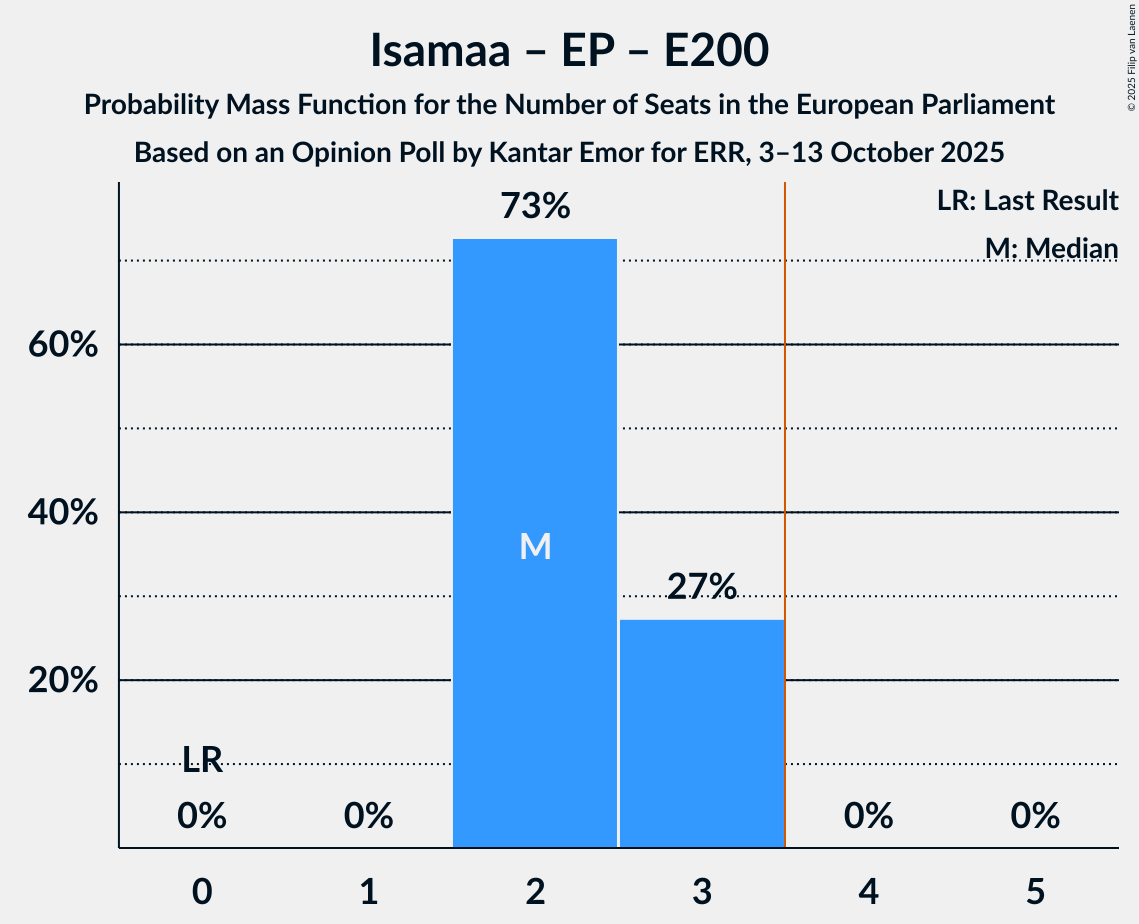 Isamaa – EP – E200
Probability Mass Function for the Number of Seats in the European Parliament
Based on an Opinion Poll by Kantar Emor for ERR, 3–13 October 2025
© 2025 Filip van Laenen
LR: Last Result
M: Median
73%
60%
40%
M
27%
20%
LR
0%
0%
0%
0%
0
1
2
3
4
5